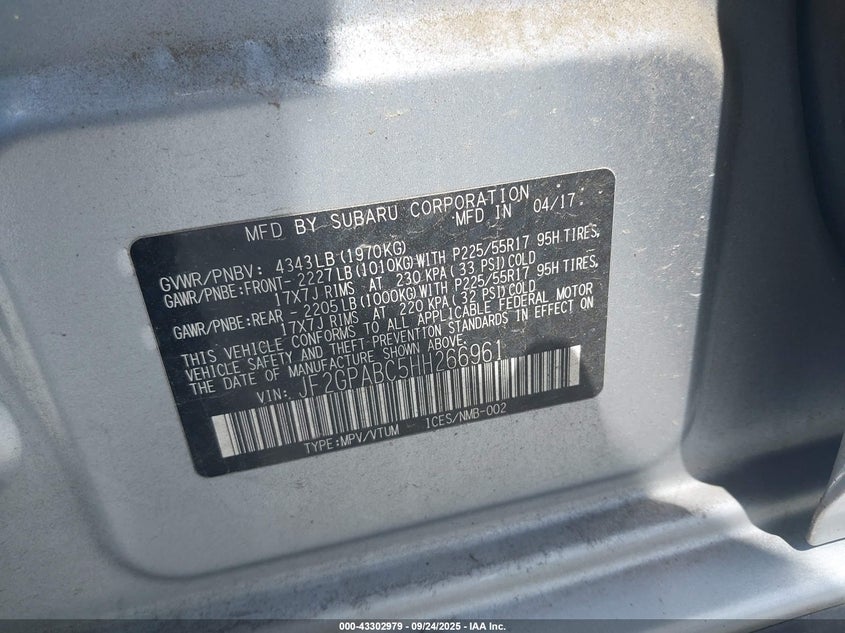 MFD BY SUBARU CORPORATION
MFD IN 04/17
GVWR/PNBV: 4343LB(1970KG)
GAWR/PNBE:FRONT-2227LB(1010KG)WITH P225/55R17 95H TIRES,
17X7J RIMS AT 230 KPA(33 PSI)COLD
GAWR/PNBE:REAR -2205LB(1000KG)WITH P225/55R17 95H TIRES,
17X7J RIMS AT 220 KPA(32 PSI)COLD
THIS VEHICLE CONFORMS TO ALL APPLICABLE FEDERAL MOTOR
VEHICLE SAFETY AND THEFT PREVENTION STANDARDS IN EFFECT ON
THE DATE OF MANUFACTURE SHOWN ABOVE.
VIN: JF2GPABC5HH266961
TYPE:MPV/VTUM ICES/NMB-002
000-43302979 - 09/24/2025 - IAA Inc.